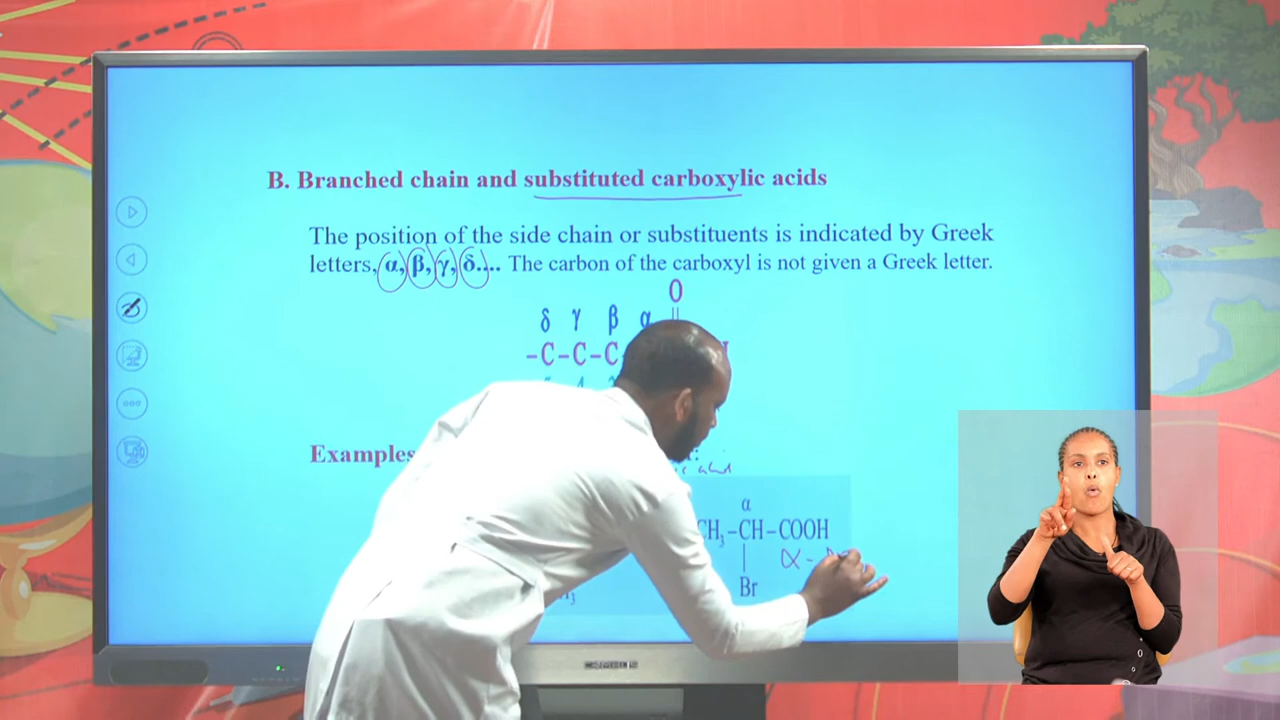 B. Branched chain and substituted carboxylic acids
The position of the side chain or substituents is indicated by Greek
letters, α, β, γ, δ.... The carbon of the carboxyl is not given a Greek letter.
O
δ γ β α
-C-C-C
Examples
α
CH₃-CH-COOH
α -
Br